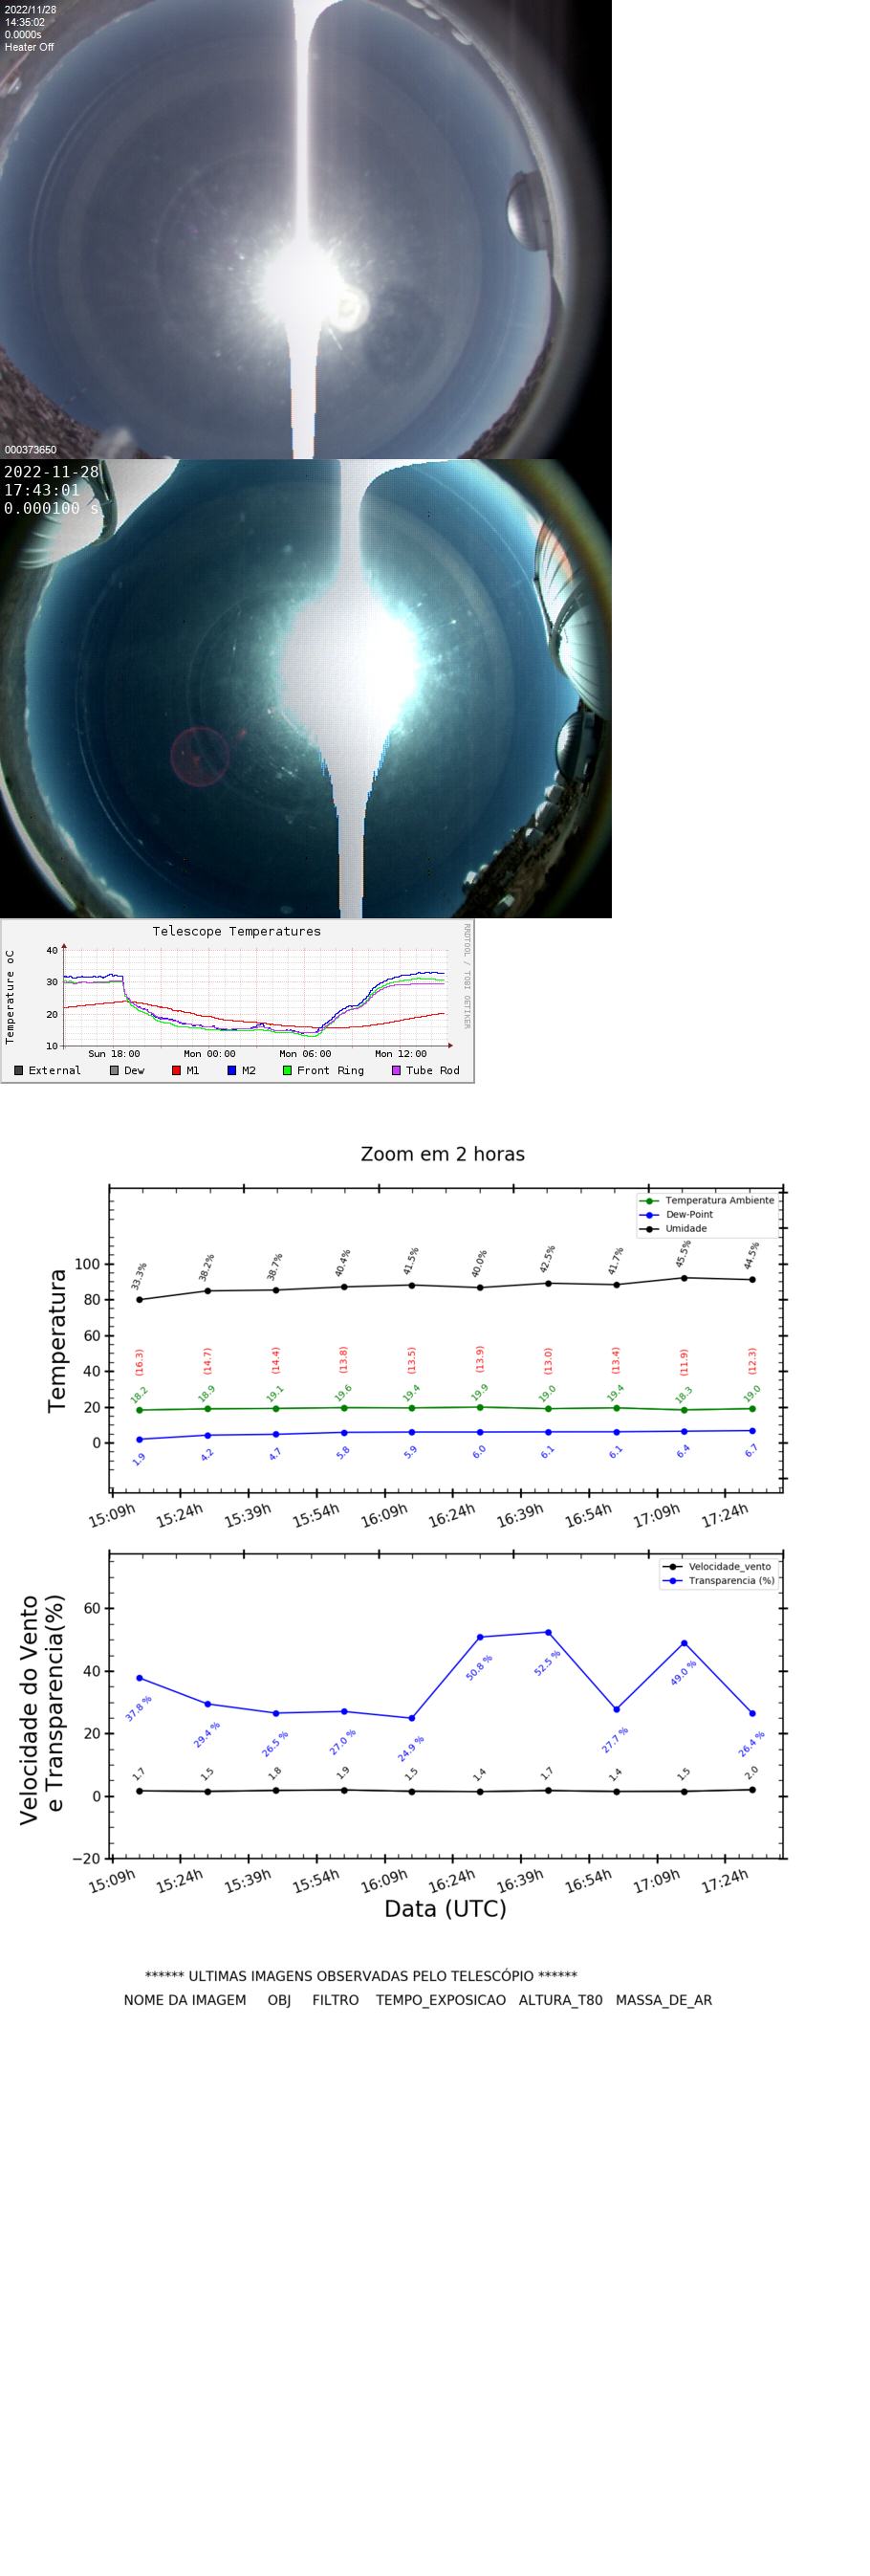 2022/11/28
14:35:02
0.0000s
Heater Off
000373650
2022-11-28
17:43:01
0.000100 s
Telescope Temperatures
RRDTOOL / TOBI OETIKER
Temperature oC
40
30
20
10
Sun 18:00 Mon 00:00 Mon 06:00 Mon 12:00
External Dew M1 M2 Front Ring Tube Rod
Zoom em 2 horas
Temperatura Ambiente
Dew-Point
Umidade
Temperatura
100
80
60
40
20
0
33.3% 38.2% 38.7% 40.4% 41.5% 40.0% 42.5% 41.7% 45.5% 44.5%
(16.3) (14.7) (14.4) (13.8) (13.5) (13.9) (13.0) (13.4) (11.9) (12.3)
18.2 18.9 19.1 19.6 19.4 19.9 19.0 19.4 18.3 19.0
1.9 4.2 4.7 5.8 5.9 6.0 6.1 6.1 6.4 6.7
15:09h 15:24h 15:39h 15:54h 16:09h 16:24h 16:39h 16:54h 17:09h 17:24h
Velocidade_vento
Transparencia (%)
Velocidade do Vento
e Transparencia(%)
60
40
20
0
−20
37.8 % 29.4 % 26.5 % 27.0 % 24.9 % 50.8 % 52.5 % 27.7 % 49.0 % 26.4 %
1.7 1.5 1.8 1.9 1.5 1.4 1.7 1.4 1.5 2.0
15:09h 15:24h 15:39h 15:54h 16:09h 16:24h 16:39h 16:54h 17:09h 17:24h
Data (UTC)
****** ULTIMAS IMAGENS OBSERVADAS PELO TELESCÓPIO ******
NOME DA IMAGEM OBJ FILTRO TEMPO_EXPOSICAO ALTURA_T80 MASSA_DE_AR